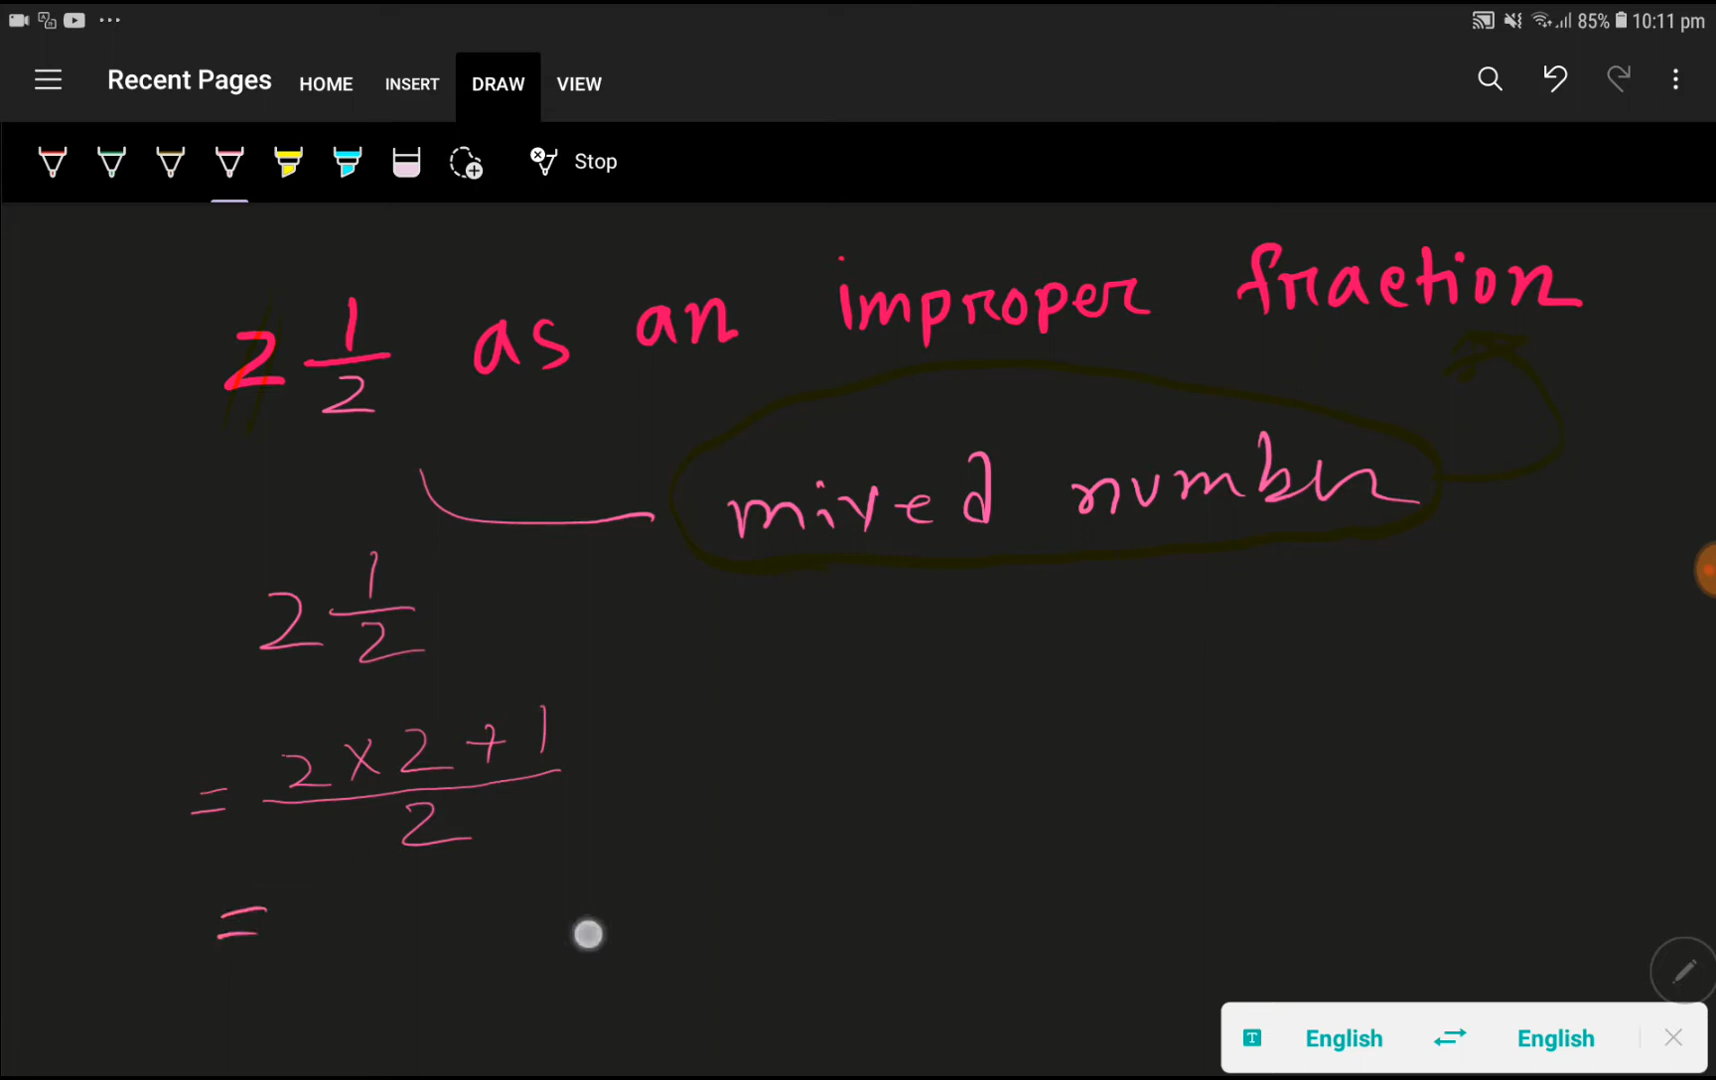 85% 10:11 pm
Recent Pages HOME INSERT DRAW VIEW
Stop
2 1/2 as an improper fraction
mixed number
2 1/2
= 2 × 2 + 1 / 2
=
English English